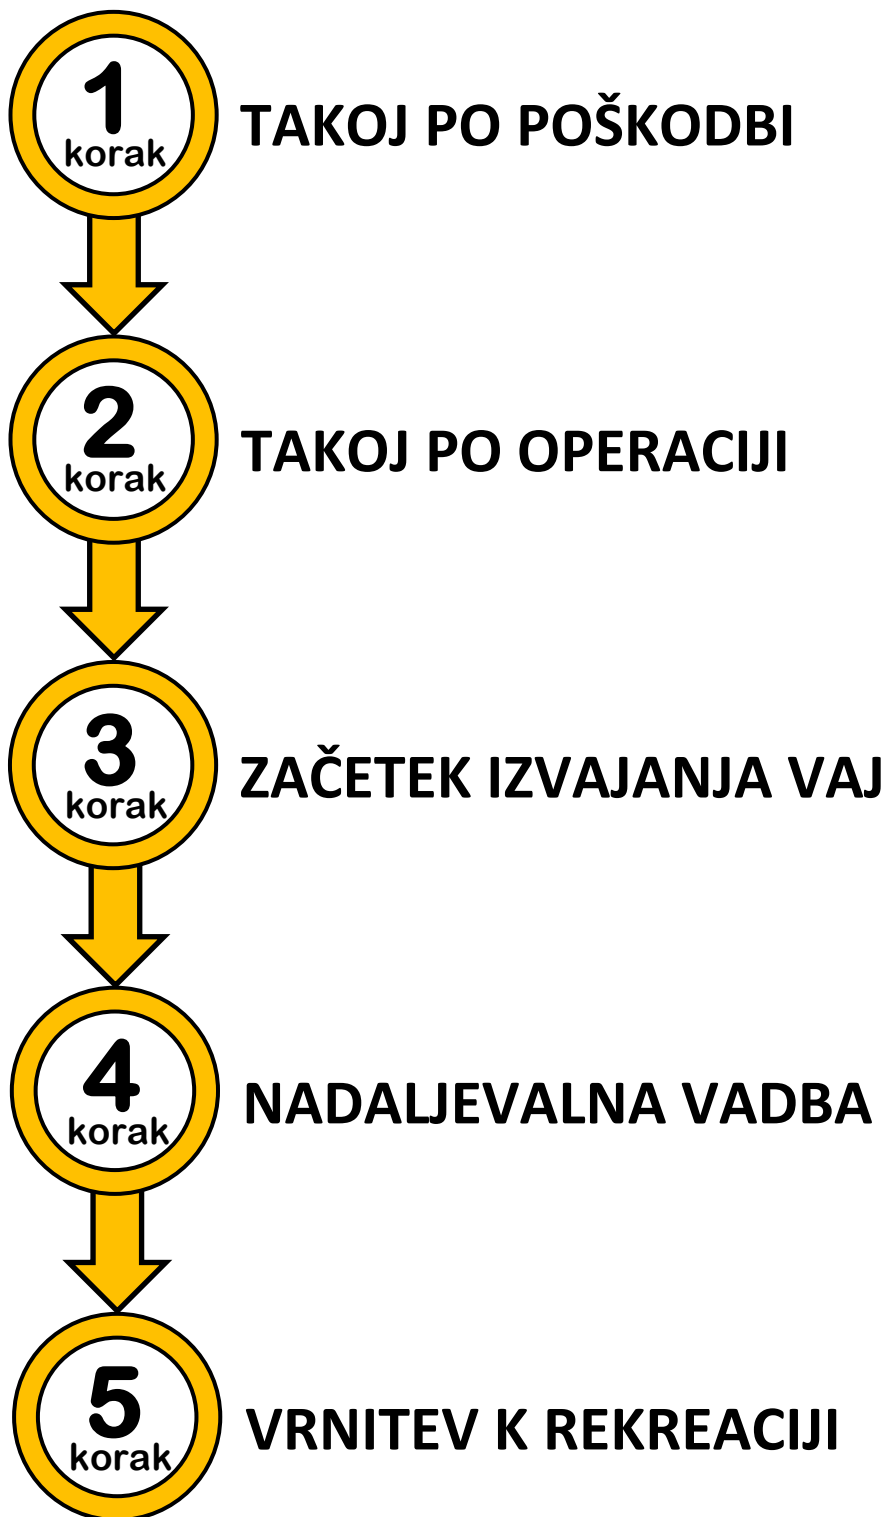 1
korak
TAKOJ PO POŠKODBI
2
korak
TAKOJ PO OPERACIJI
3
korak
ZAČETEK IZVAJANJA VAJ
4
korak
NADALJEVALNA VADBA
5
korak
VRNITEV K REKREACIJI